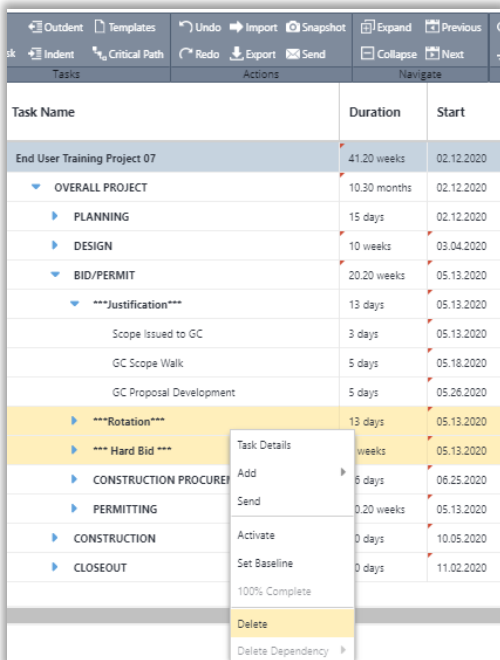 Outdent Templates Undo Import Snapshot Expand Previous
sk Indent Critical Path Redo Export Send Collapse Next
Tasks Actions Navigate
Task Name Duration Start
End User Training Project 07 41.20 weeks 02.12.2020
OVERALL PROJECT 10.30 months 02.12.2020
PLANNING 15 days 02.12.2020
DESIGN 10 weeks 03.04.2020
BID/PERMIT 20.20 weeks 05.13.2020
***Justification*** 13 days 05.13.2020
Scope Issued to GC 3 days 05.13.2020
GC Scope Walk 5 days 05.18.2020
GC Proposal Development 5 days 05.26.2020
***Rotation*** 13 days 05.13.2020
*** Hard Bid *** weeks 05.13.2020
CONSTRUCTION PROCUREM 6 days 06.25.2020
PERMITTING 0.20 weeks 05.13.2020
CONSTRUCTION 0 days 10.05.2020
CLOSEOUT 0 days 11.02.2020
Task Details
Add
Send
Activate
Set Baseline
100% Complete
Delete
Delete Dependency